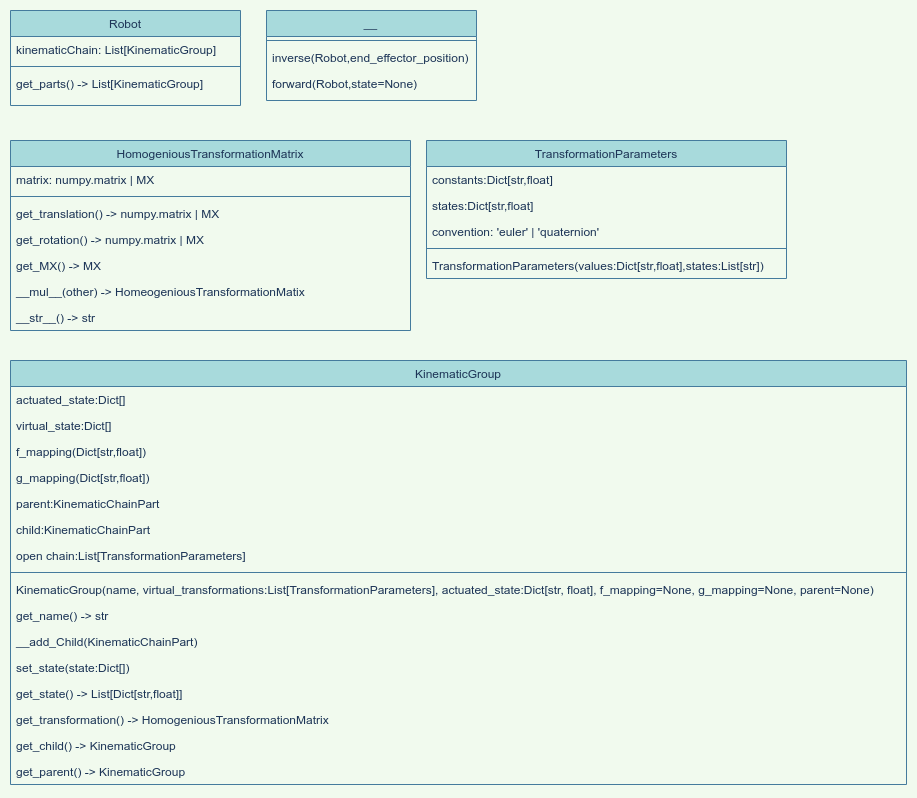 Robot
kinematicChain: List[KinematicGroup]
get_parts() -> List[KinematicGroup]
__
inverse(Robot,end_effector_position)
forward(Robot,state=None)
HomogeniousTransformationMatrix
matrix: numpy.matrix | MX
get_translation() -> numpy.matrix | MX
get_rotation() -> numpy.matrix | MX
get_MX() -> MX
__mul__(other) -> HomeogeniousTransformationMatix
__str__() -> str
TransformationParameters
constants:Dict[str,float]
states:Dict[str,float]
convention: 'euler' | 'quaternion'
TransformationParameters(values:Dict[str,float],states:List[str])
KinematicGroup
actuated_state:Dict[]
virtual_state:Dict[]
f_mapping(Dict[str,float])
g_mapping(Dict[str,float])
parent:KinematicChainPart
child:KinematicChainPart
open chain:List[TransformationParameters]
KinematicGroup(name, virtual_transformations:List[TransformationParameters], actuated_state:Dict[str, float], f_mapping=None, g_mapping=None, parent=None)
get_name() -> str
__add_Child(KinematicChainPart)
set_state(state:Dict[])
get_state() -> List[Dict[str,float]]
get_transformation() -> HomogeniousTransformationMatrix
get_child() -> KinematicGroup
get_parent() -> KinematicGroup